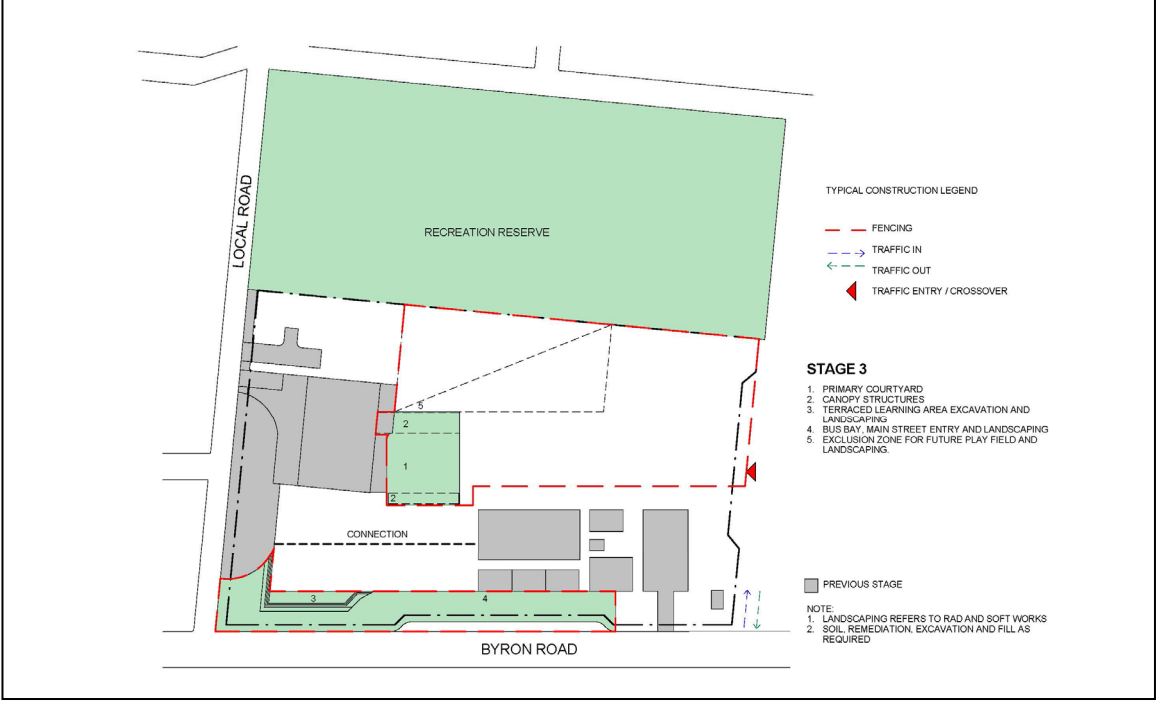 LOCAL ROAD
RECREATION RESERVE
TYPICAL CONSTRUCTION LEGEND
FENCING
TRAFFIC IN
TRAFFIC OUT
TRAFFIC ENTRY / CROSSOVER
STAGE 3
1. PRIMARY COURTYARD
2. CANOPY STRUCTURES
3. TERRACED LEARNING AREA EXCAVATION AND
LANDSCAPING
4. BUS BAY, MAIN STREET ENTRY AND LANDSCAPING
5. EXCLUSION ZONE FOR FUTURE PLAY FIELD AND
LANDSCAPING.
5
2
1
2
CONNECTION
3
4
PREVIOUS STAGE
NOTE:
1. LANDSCAPING REFERS TO RAD AND SOFT WORKS
2. SOIL, REMEDIATION, EXCAVATION AND FILL AS
REQUIRED
BYRON ROAD